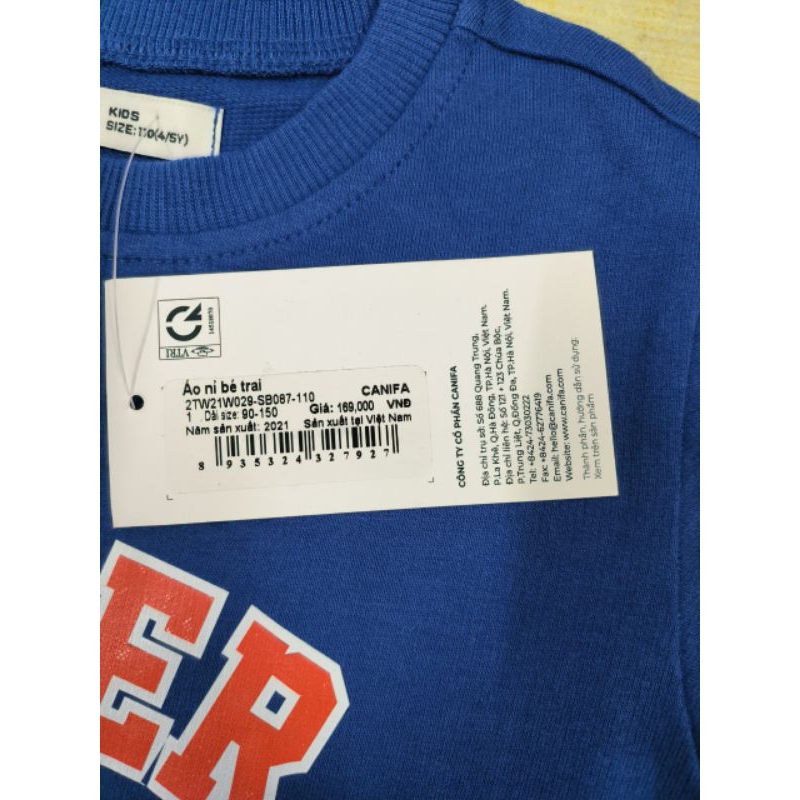 KIDS
SIZE:110(4/5Y)
VTRI
Áo nỉ bé trai
CANIFA
2TW21W029-SB087-110
1 Dải size: 90-150 Giá: 169,000 VNĐ
Năm sản xuất: 2021 Sản xuất tại Việt Nam
8 935324 327927
CÔNG TY CỔ PHẦN CANIFA
Địa chỉ trụ sở: Số 688 Quang Trung,
P.La Khê, Q.Hà Đông, TP.Hà Nội, Việt Nam.
Địa chỉ liên hệ: Số 121 + 123 Chùa Bộc,
P.Trung Liệt, Q.Đống Đa, TP.Hà Nội, Việt Nam.
Tel: +8424-73030222
Fax: +8424-62776419
Email: hello@canifa.com
Website: www.canifa.com
Thành phần, hướng dẫn sử dụng:
Xem trên sản phẩm
ER